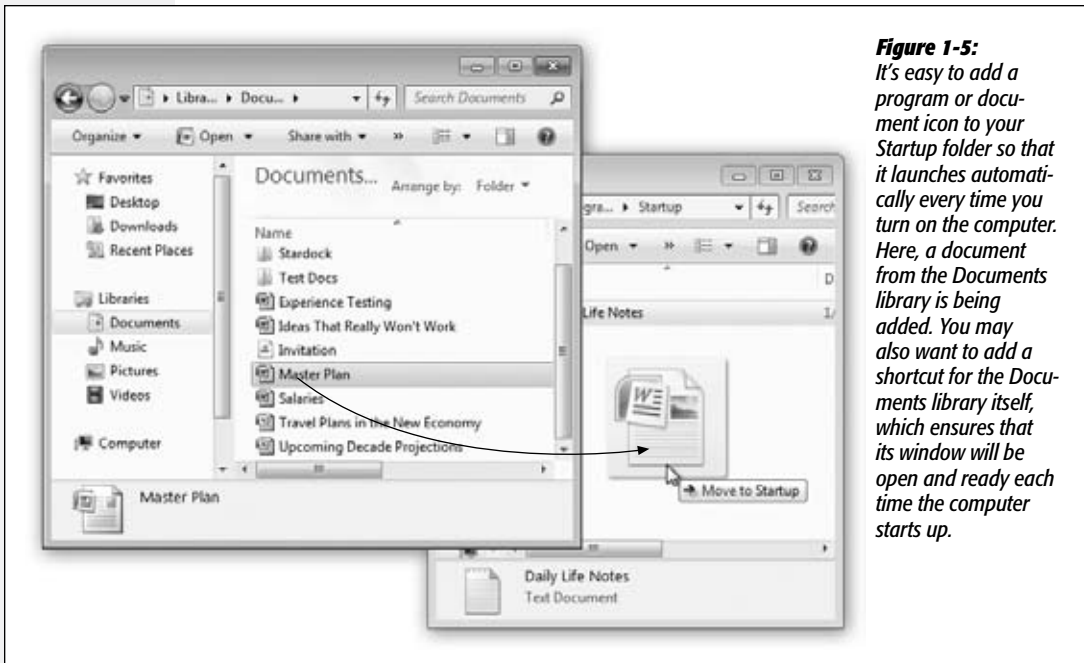 Libra... Docu... Search Documents
Organize Open Share with »
Favorites
Desktop
Downloads
Recent Places
Libraries
Documents
Music
Pictures
Videos
Computer
Documents...
Arrange by: Folder
Name
Stardock
Test Docs
Experience Testing
Ideas That Really Won't Work
Invitation
Master Plan
Salaries
Travel Plans in the New Economy
Upcoming Decade Projections
Master Plan
gra... Startup Search
Open »
D
Life Notes 1/
Move to Startup
Daily Life Notes
Text Document
Figure 1-5:
It's easy to add a
program or docu-
ment icon to your
Startup folder so that
it launches automati-
cally every time you
turn on the computer.
Here, a document
from the Documents
library is being
added. You may
also want to add a
shortcut for the Docu-
ments library itself,
which ensures that
its window will be
open and ready each
time the computer
starts up.